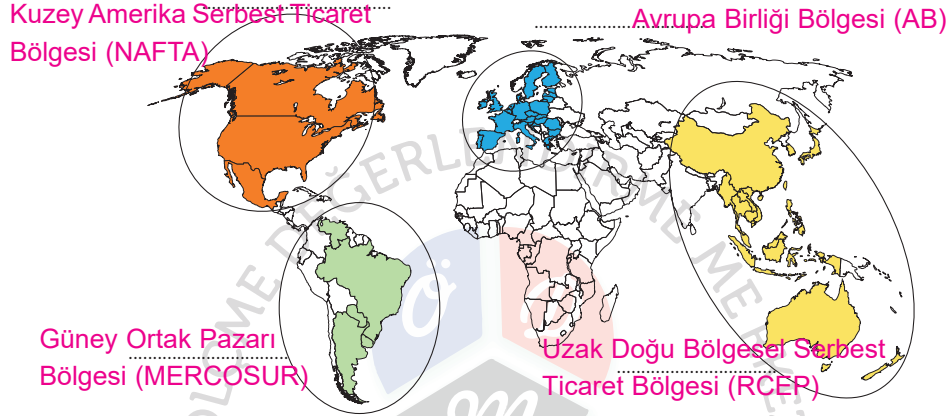 Kuzey Amerika Serbest Ticaret
Bölgesi (NAFTA)
Avrupa Birliği Bölgesi (AB)
Güney Ortak Pazarı
Bölgesi (MERCOSUR)
Uzak Doğu Bölgesel Serbest
Ticaret Bölgesi (RCEP)